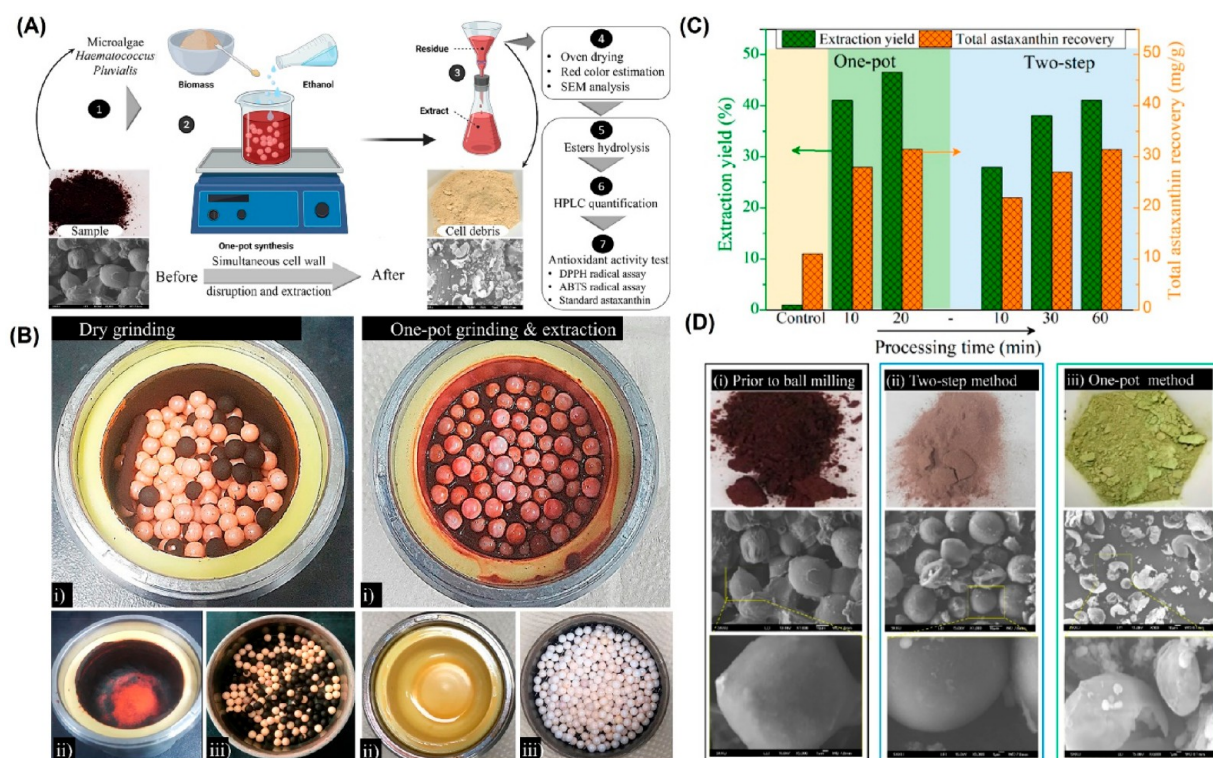 (A)
Microalgae
Haematococcus
Pluvialis
1
Biomass
Ethanol
2
Residue
3
Extract
4
Oven drying
Red color estimation
SEM analysis
5
Esters hydrolysis
6
HPLC quantification
7
Antioxidant activity test
DPPH radical assay
ABTS radical assay
Standard astaxanthin
Sample
Cell debris
One-pot synthesis
Before
Simultaneous cell wall
disruption and extraction
After
(B)
Dry grinding
One-pot grinding & extraction
i)
i)
ii)
iii)
ii)
iii)
(C)
Extraction yield
Total astaxanthin recovery
One-pot
Two-step
Extraction yield (%)
50
40
30
20
10
0
Total astaxanthin recovery (mg/g)
50
40
30
20
10
0
Control 10 20 - 10 30 60
Processing time (min)
(D)
(i) Prior to ball milling
(ii) Two-step method
iii) One-pot method